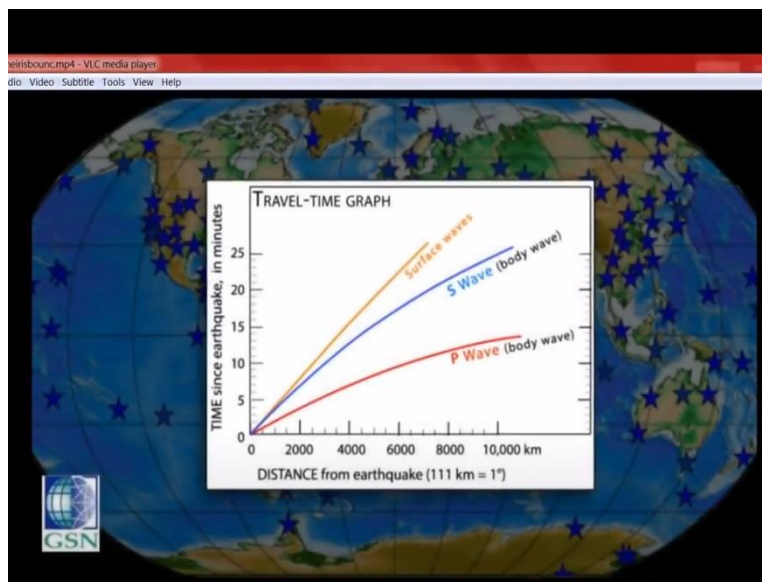 neirisbounc.mp4 - VLC media player
dio Video Subtitle Tools View Help
TRAVEL-TIME GRAPH
TIME since earthquake, in minutes
25
20
15
10
5
0
Surface waves
S Wave (body wave)
P Wave (body wave)
0 2000 4000 6000 8000 10,000 km
DISTANCE from earthquake (111 km = 1°)
GSN